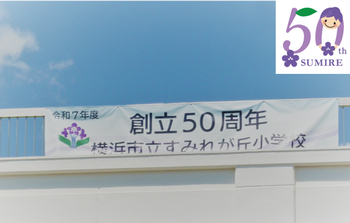 50th
SUMIRE
令和7年度
創立50周年
横浜市立すみれが丘小学校